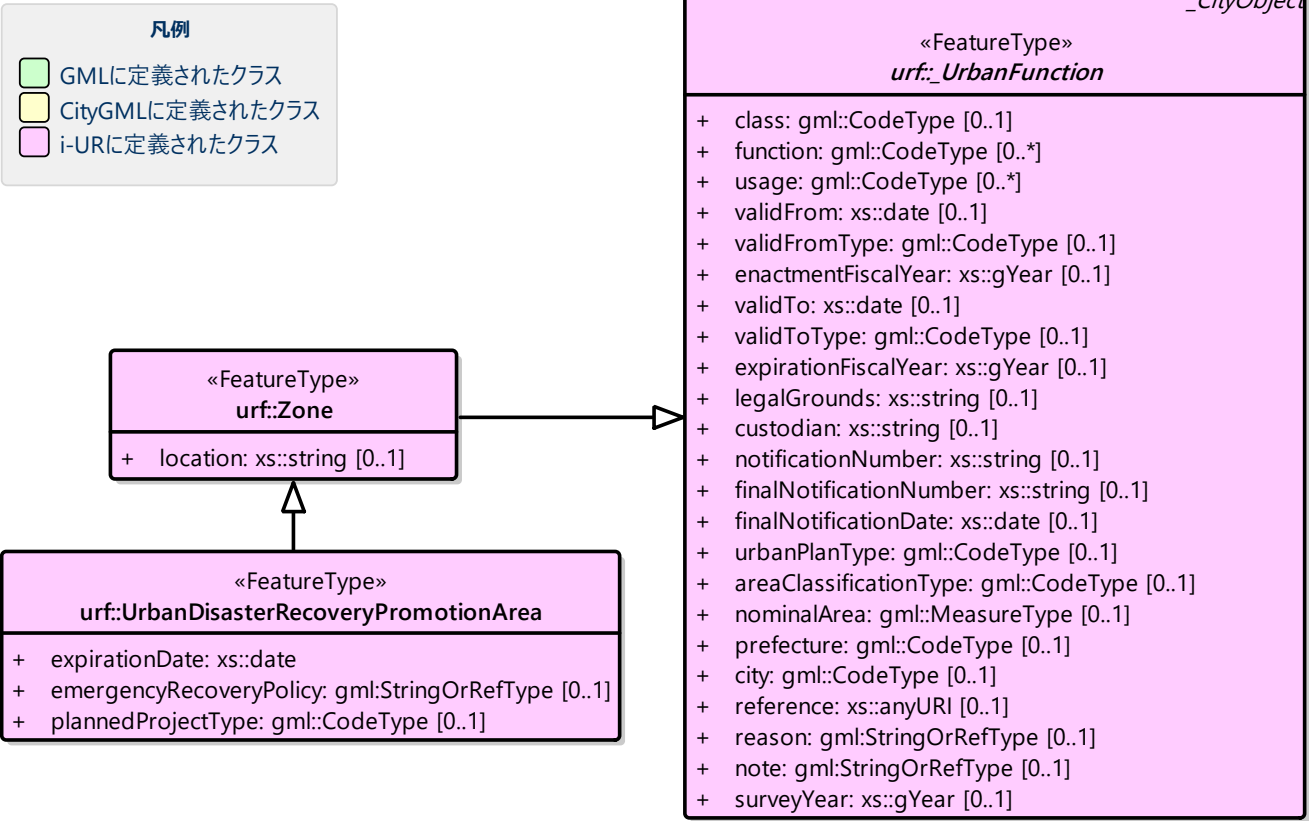 凡例
GMLに定義されたクラス
CityGMLに定義されたクラス
i-URに定義されたクラス
_CityObject
«FeatureType»
urf::_UrbanFunction
+ class: gml::CodeType [0..1]
+ function: gml::CodeType [0..*]
+ usage: gml::CodeType [0..*]
+ validFrom: xs::date [0..1]
+ validFromType: gml::CodeType [0..1]
+ enactmentFiscalYear: xs::gYear [0..1]
+ validTo: xs::date [0..1]
+ validToType: gml::CodeType [0..1]
+ expirationFiscalYear: xs::gYear [0..1]
+ legalGrounds: xs::string [0..1]
+ custodian: xs::string [0..1]
+ notificationNumber: xs::string [0..1]
+ finalNotificationNumber: xs::string [0..1]
+ finalNotificationDate: xs::date [0..1]
+ urbanPlanType: gml::CodeType [0..1]
+ areaClassificationType: gml::CodeType [0..1]
+ nominalArea: gml::MeasureType [0..1]
+ prefecture: gml::CodeType [0..1]
+ city: gml::CodeType [0..1]
+ reference: xs::anyURI [0..1]
+ reason: gml:StringOrRefType [0..1]
+ note: gml:StringOrRefType [0..1]
+ surveyYear: xs::gYear [0..1]
«FeatureType»
urf::Zone
+ location: xs::string [0..1]
«FeatureType»
urf::UrbanDisasterRecoveryPromotionArea
+ expirationDate: xs::date
+ emergencyRecoveryPolicy: gml:StringOrRefType [0..1]
+ plannedProjectType: gml::CodeType [0..1]